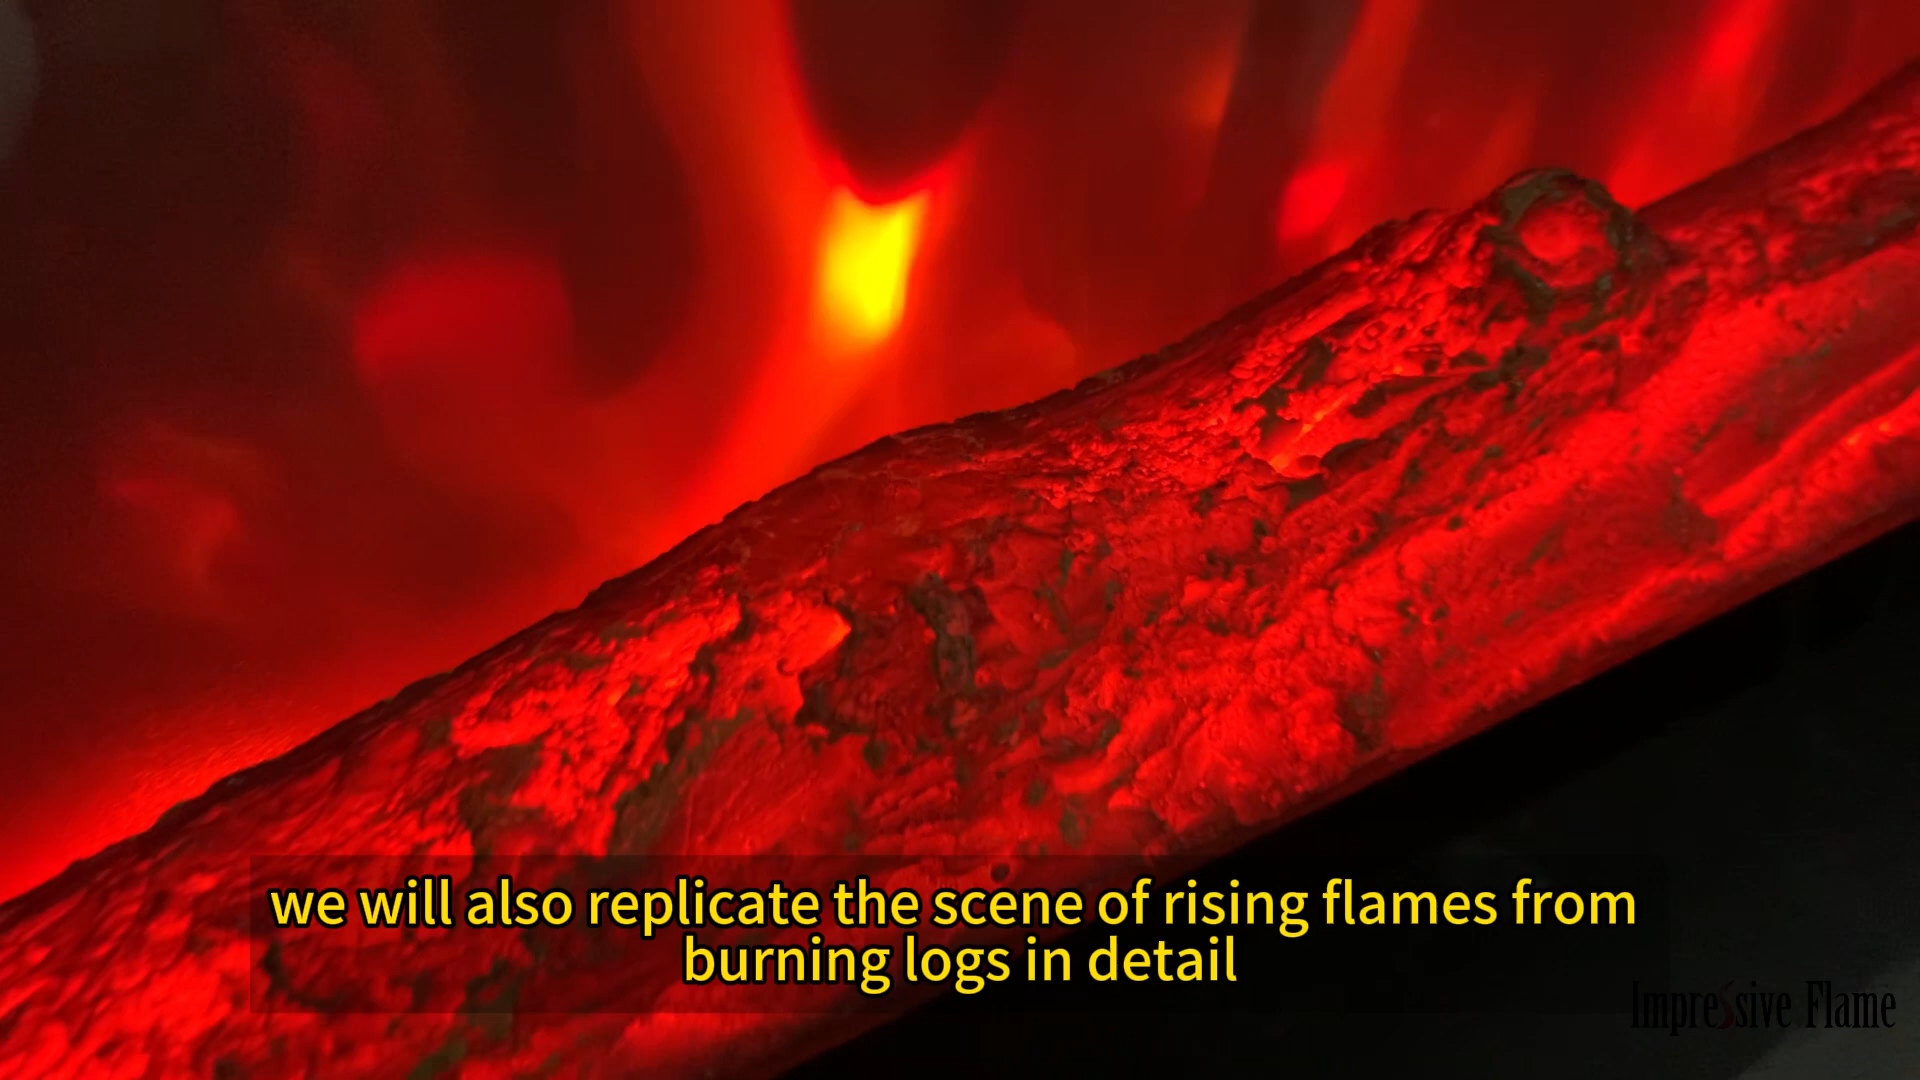 we will also replicate the scene of rising flames from
burning logs in detail
Impressive Flame